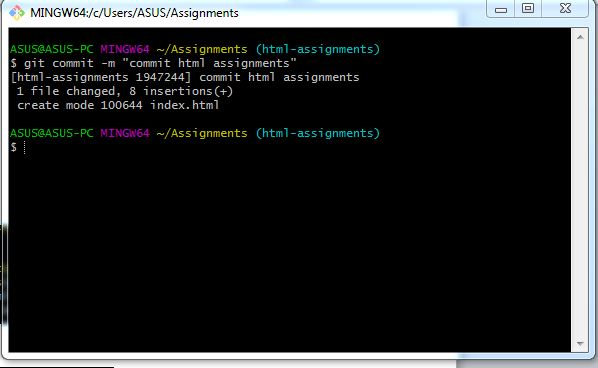 MINGW64:/c/Users/ASUS/Assignments
ASUS@ASUS-PC MINGW64 ~/Assignments (html-assignments)
$ git commit -m "commit html assignments"
[html-assignments 1947244] commit html assignments
 1 file changed, 8 insertions(+)
 create mode 100644 index.html
ASUS@ASUS-PC MINGW64 ~/Assignments (html-assignments)
$